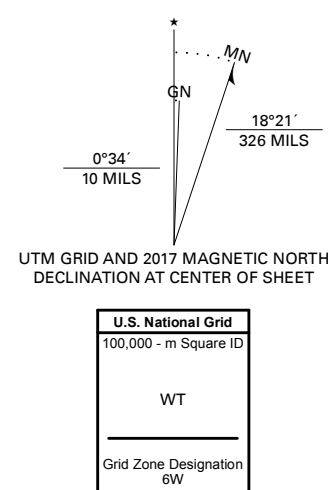 MN
GN
18°21´
326 MILS
0°34´
10 MILS
UTM GRID AND 2017 MAGNETIC NORTH
DECLINATION AT CENTER OF SHEET
U.S. National Grid
100,000 - m Square ID
WT
Grid Zone Designation
6W